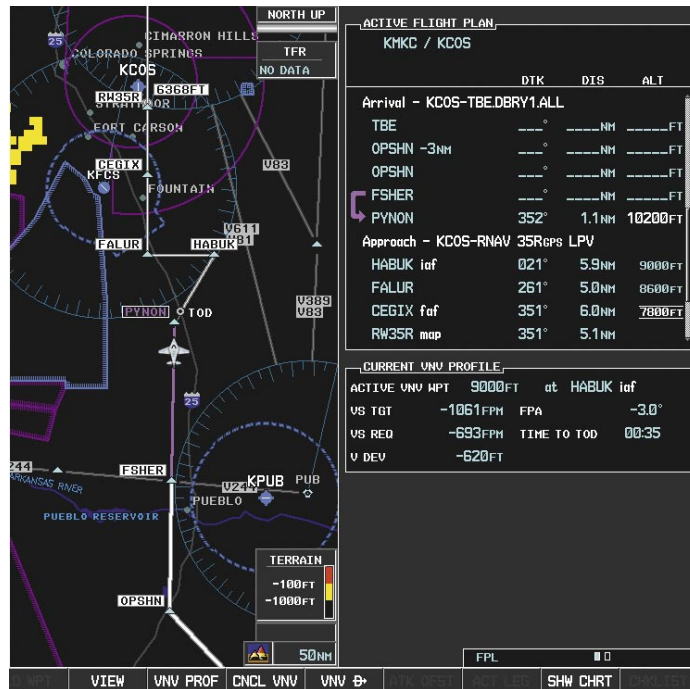 NORTH UP
TFR
NO DATA
25
CIMARRON HILLS
COLORADO SPRINGS
KCOS
RW35R
6368FT
STRATMOOR
FORT CARSON
V83
CEGIX
KFCS
FOUNTAIN
V611
V81
FALUR
HABUK
V389
V83
PYNON
TOD
25
244
FSHER
V244
KPUB
PUB
ARKANSAS RIVER
PUEBLO
PUEBLO RESERVOIR
OPSHN
TERRAIN
-100FT
-1000FT
50NM
ACTIVE FLIGHT PLAN
KMKC / KCOS
DTK DIS ALT
Arrival - KCOS-TBE.DBRY1.ALL
TBE ___° _____NM _____FT
OPSHN -3NM ___° _____NM _____FT
OPSHN ___° _____NM _____FT
FSHER ___° _____NM _____FT
PYNON 352° 1.1NM 10200FT
Approach - KCOS-RNAV 35RGPS LPV
HABUK iaf 021° 5.9NM 9000FT
FALUR 261° 5.0NM 8600FT
CEGIX faf 351° 6.0NM 7800FT
RW35R map 351° 5.1NM
CURRENT VNV PROFILE
ACTIVE VNV WPT 9000FT at HABUK iaf
VS TGT -1061FPM FPA -3.0°
VS REQ -693FPM TIME TO TOD 00:35
V DEV -620FT
FPL
D WPT VIEW VNV PROF CNCL VNV VNV D ATK OFST ACT LEG SHW CHRT CHKLIST